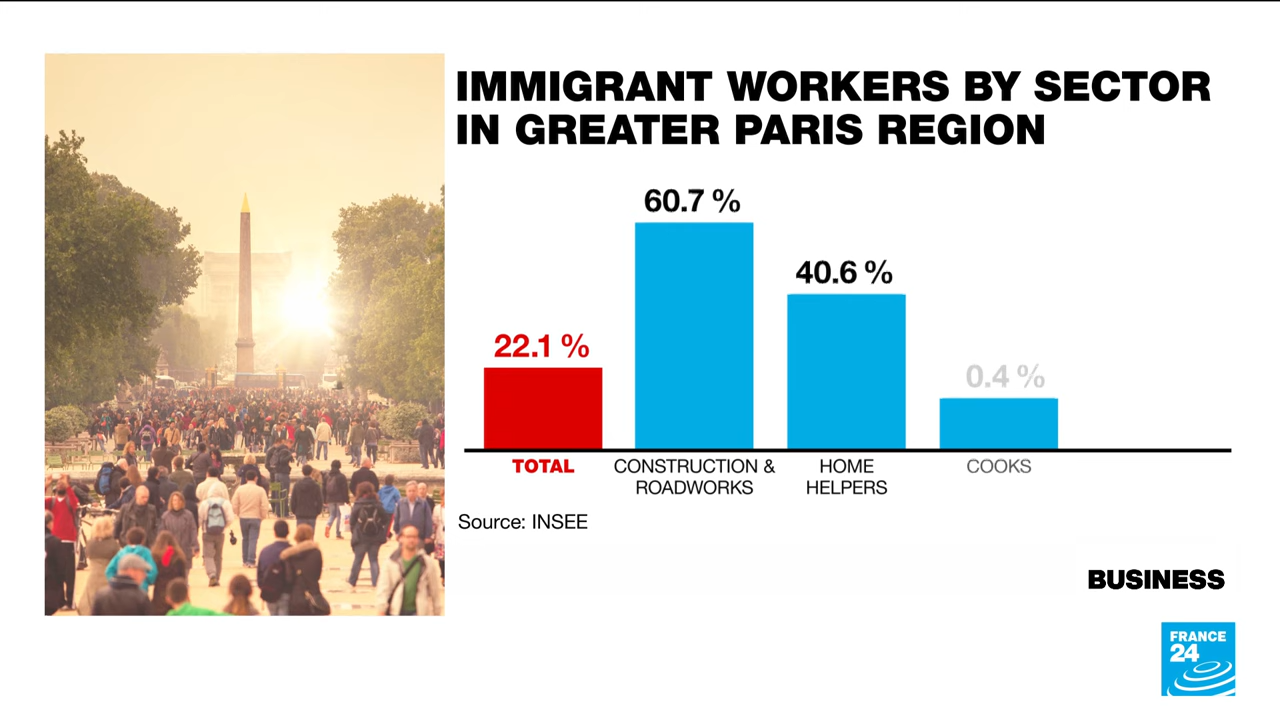 IMMIGRANT WORKERS BY SECTOR
IN GREATER PARIS REGION
60.7 %
40.6 %
22.1 %
0.4 %
TOTAL
CONSTRUCTION &
ROADWORKS
HOME
HELPERS
COOKS
Source: INSEE
BUSINESS
FRANCE
24